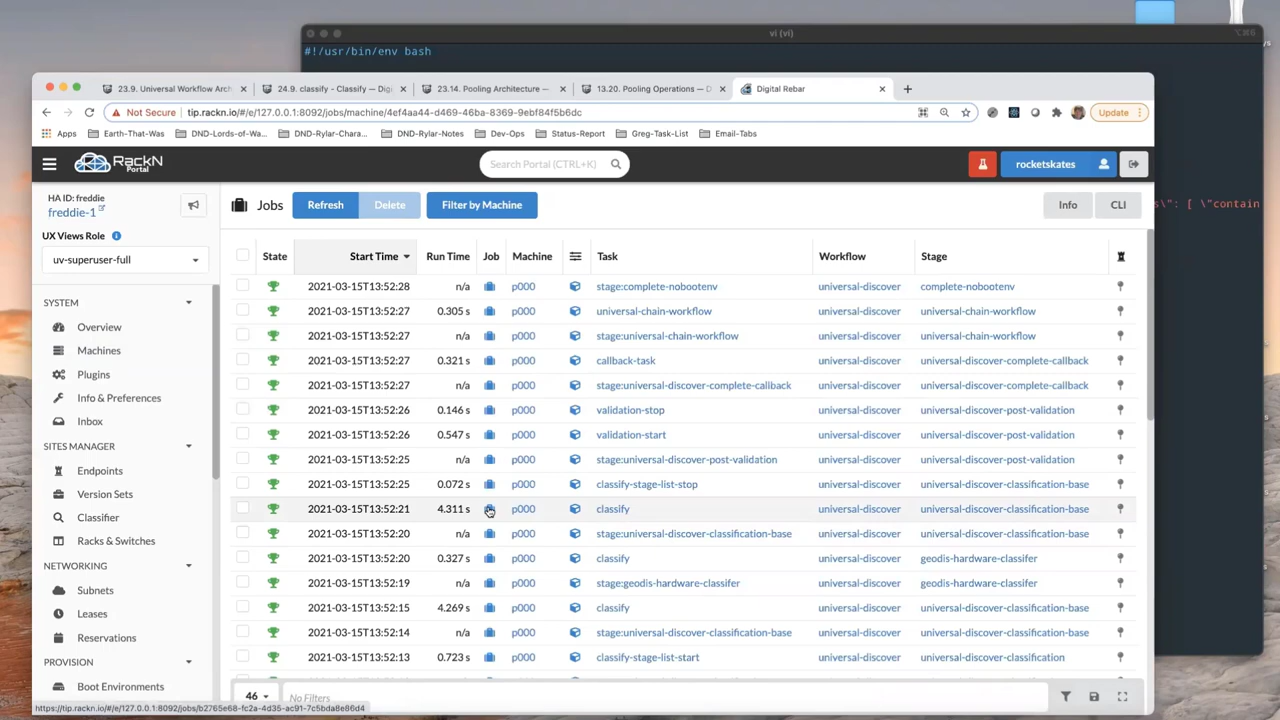 vi (vi)
#!/usr/bin/env bash
23.9. Universal Workflow Arch
24.9. classify - Classify — Digi
23.14. Pooling Architecture —
13.20. Pooling Operations — D
Digital Rebar
Not Secure
tip.rackn.io/#/e/127.0.0.1:8092/jobs/machine/4ef4aa44-d469-46ba-8369-9ebf84f5b6dc
Update
Apps
Earth-That-Was
DND-Lords-of-Wa...
DND-Rylar-Chara...
DND-Rylar-Notes
Dev-Ops
Status-Report
Greg-Task-List
Email-Tabs
RackN
Portal
Search Portal (CTRL+K)
rocketskates
HA ID: freddie
freddie-1
UX Views Role
uv-superuser-full
SYSTEM
Overview
Machines
Plugins
Info & Preferences
Inbox
SITES MANAGER
Endpoints
Version Sets
Classifier
Racks & Switches
NETWORKING
Subnets
Leases
Reservations
PROVISION
Boot Environments
Jobs
Refresh
Delete
Filter by Machine
Info
CLI
s\": [ \"contain
State Start Time Run Time Job Machine Task Workflow Stage
2021-03-15T13:52:28 n/a p000 stage:complete-nobootenv universal-discover complete-nobootenv
2021-03-15T13:52:27 0.305 s p000 universal-chain-workflow universal-discover universal-chain-workflow
2021-03-15T13:52:27 n/a p000 stage:universal-chain-workflow universal-discover universal-chain-workflow
2021-03-15T13:52:27 0.321 s p000 callback-task universal-discover universal-discover-complete-callback
2021-03-15T13:52:27 n/a p000 stage:universal-discover-complete-callback universal-discover universal-discover-complete-callback
2021-03-15T13:52:26 0.146 s p000 validation-stop universal-discover universal-discover-post-validation
2021-03-15T13:52:26 0.547 s p000 validation-start universal-discover universal-discover-post-validation
2021-03-15T13:52:25 n/a p000 stage:universal-discover-post-validation universal-discover universal-discover-post-validation
2021-03-15T13:52:25 0.072 s p000 classify-stage-list-stop universal-discover universal-discover-classification-base
2021-03-15T13:52:21 4.311 s p000 classify universal-discover universal-discover-classification-base
2021-03-15T13:52:20 n/a p000 stage:universal-discover-classification-base universal-discover universal-discover-classification-base
2021-03-15T13:52:20 0.327 s p000 classify universal-discover geodis-hardware-classifer
2021-03-15T13:52:19 n/a p000 stage:geodis-hardware-classifer universal-discover geodis-hardware-classifer
2021-03-15T13:52:15 4.269 s p000 classify universal-discover universal-discover-classification-base
2021-03-15T13:52:14 n/a p000 stage:universal-discover-classification-base universal-discover universal-discover-classification-base
2021-03-15T13:52:13 0.723 s p000 classify-stage-list-start universal-discover universal-discover-classification
46
No Filters
https://tip.rackn.io/#/e/127.0.0.1:8092/jobs/b2765e68-fc2a-4d35-ac91-7c5bda8e86d4